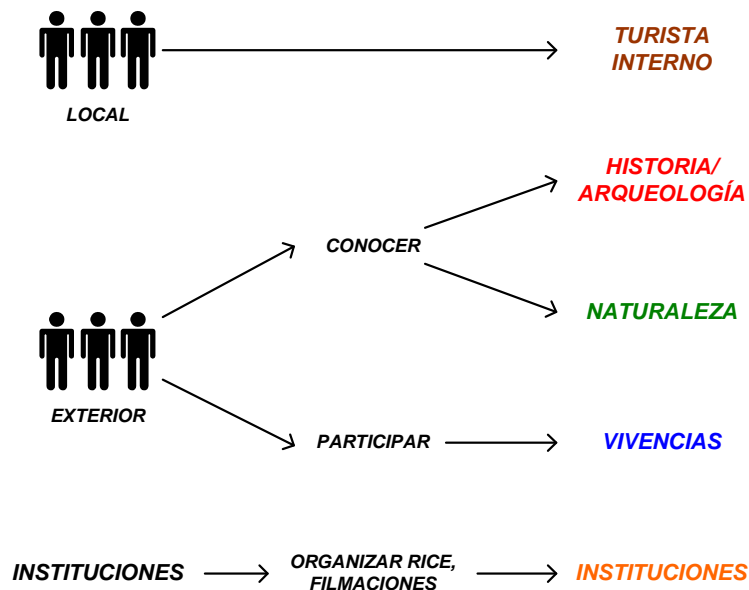 LOCAL
TURISTA
INTERNO
HISTORIA/
ARQUEOLOGÍA
CONOCER
NATURALEZA
EXTERIOR
PARTICIPAR
VIVENCIAS
INSTITUCIONES
ORGANIZAR RICE,
FILMACIONES
INSTITUCIONES